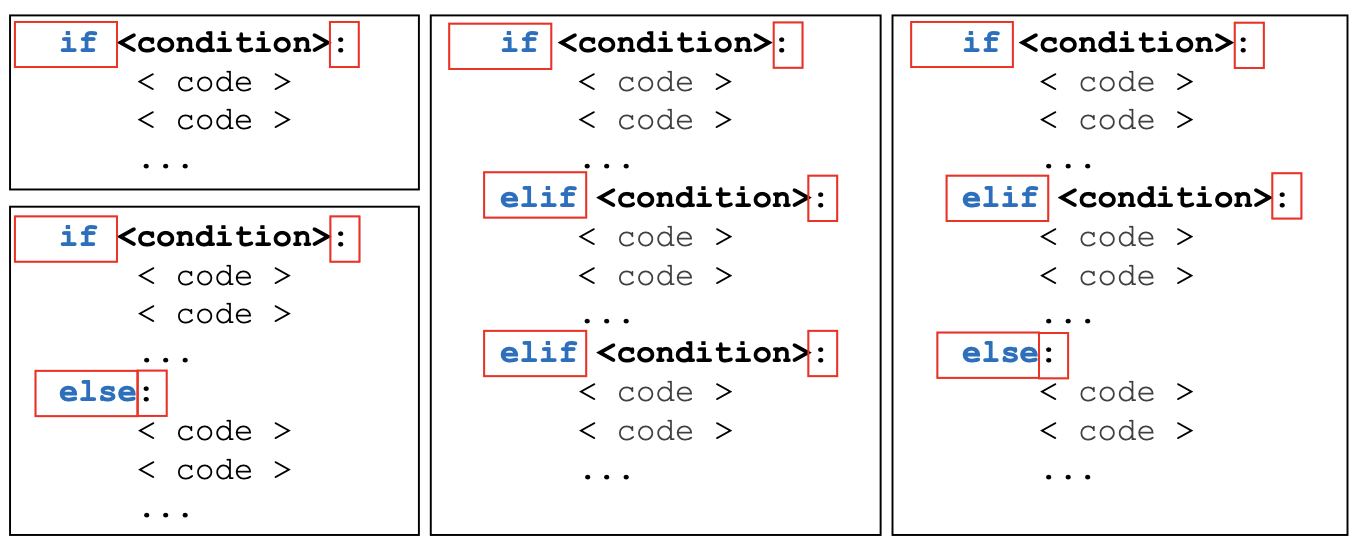 if <condition>:
< code >
< code >
...
if <condition>:
< code >
< code >
...
else:
< code >
< code >
...
if <condition>:
< code >
< code >
...
elif <condition>:
< code >
< code >
...
elif <condition>:
< code >
< code >
...
if <condition>:
< code >
< code >
...
elif <condition>:
< code >
< code >
...
else:
< code >
< code >
...